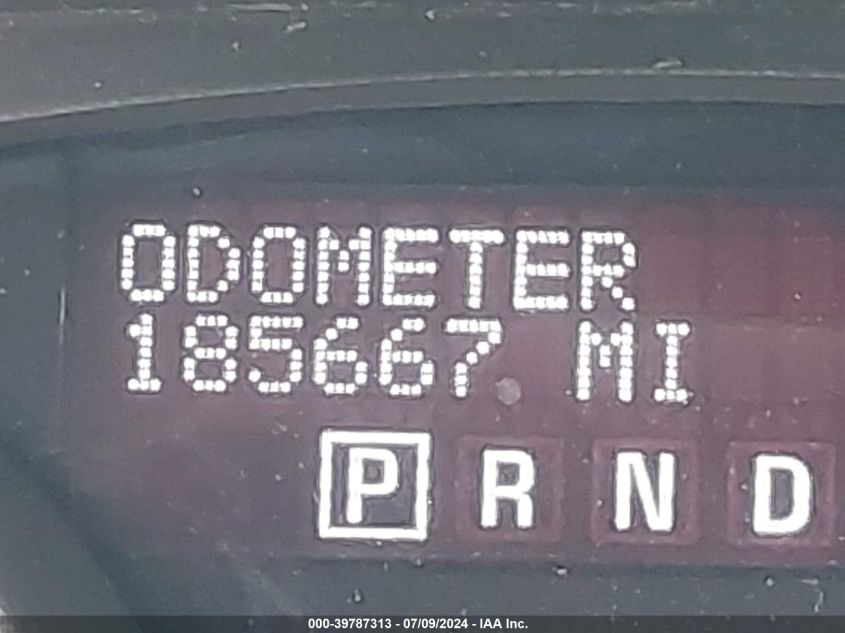 ODOMETER
185667 MI
P R N D
000-39787313 - 07/09/2024 - IAA Inc.